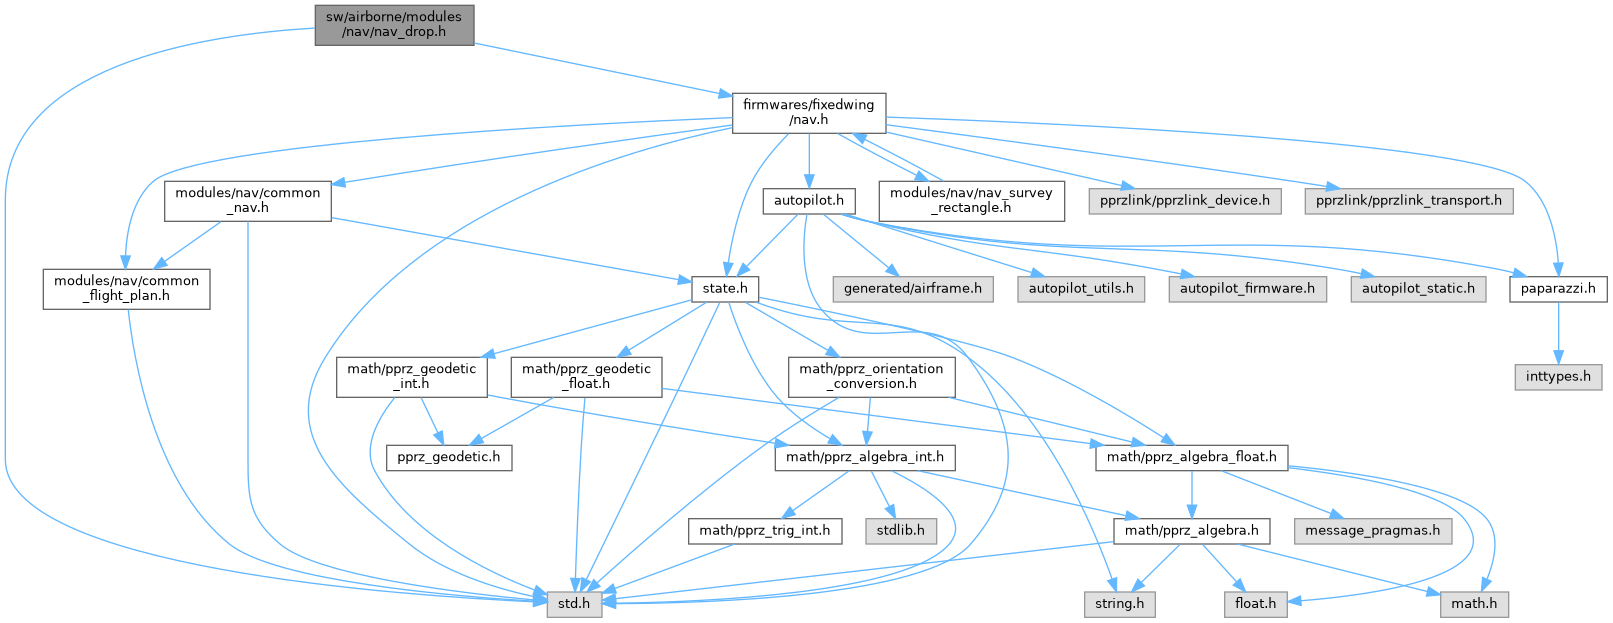 sw/airborne/modules
/nav/nav_drop.h
firmwares/fixedwing
/nav.h
modules/nav/common
_nav.h
autopilot.h
modules/nav/nav_survey
_rectangle.h
pprzlink/pprzlink_device.h
pprzlink/pprzlink_transport.h
modules/nav/common
_flight_plan.h
state.h
generated/airframe.h
autopilot_utils.h
autopilot_firmware.h
autopilot_static.h
paparazzi.h
math/pprz_geodetic
_int.h
math/pprz_geodetic
_float.h
math/pprz_orientation
_conversion.h
inttypes.h
pprz_geodetic.h
math/pprz_algebra_int.h
math/pprz_algebra_float.h
math/pprz_trig_int.h
stdlib.h
math/pprz_algebra.h
message_pragmas.h
std.h
string.h
float.h
math.h